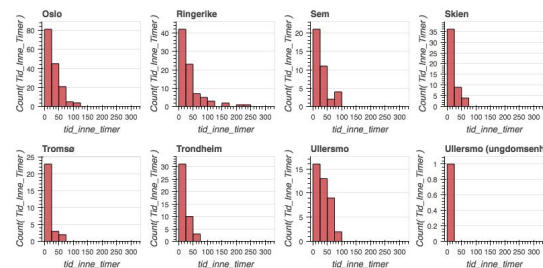 Oslo
Count( Tid_Inne_Timer )
80
60
40
20
0
0 50 100 150 200 250 300
tid_inne_timer
Ringerike
Count( Tid_Inne_Timer )
40
30
20
10
0
0 50 100 150 200 250 300
tid_inne_timer
Sem
Count( Tid_Inne_Timer )
20
15
10
5
0
0 50 100 150 200 250 300
tid_inne_timer
Skien
Count( Tid_Inne_Timer )
35
30
25
20
15
10
5
0
0 50 100 150 200 250 300
tid_inne_timer
Tromsø
Count( Tid_Inne_Timer )
25
20
15
10
5
0
0 50 100 150 200 250 300
tid_inne_timer
Trondheim
Count( Tid_Inne_Timer )
30
25
20
15
10
5
0
0 50 100 150 200 250 300
tid_inne_timer
Ullersmo
Count( Tid_Inne_Timer )
15
10
5
0
0 50 100 150 200 250 300
tid_inne_timer
Ullersmo (ungdomsenh
Count( Tid_Inne_Timer )
1
0.8
0.6
0.4
0.2
0
0 50 100 150 200 250 300
tid_inne_timer